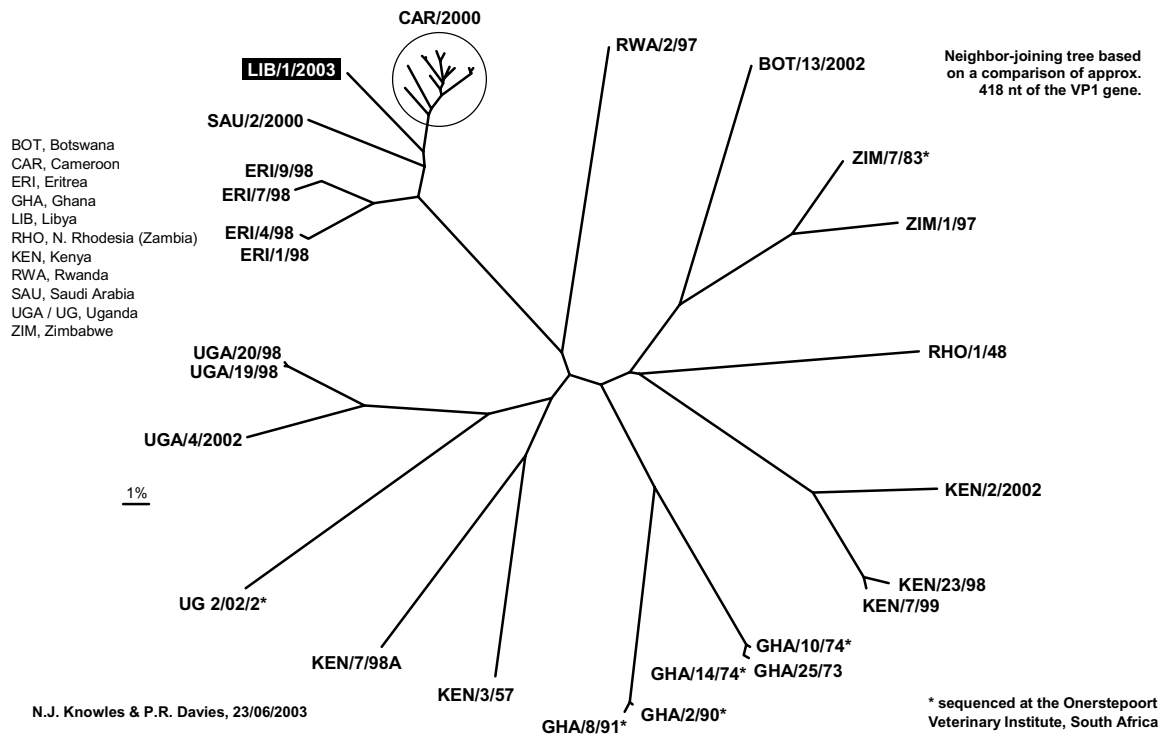 CAR/2000
RWA/2/97
LIB/1/2003
BOT/13/2002
Neighbor-joining tree based
on a comparison of approx.
418 nt of the VP1 gene.
SAU/2/2000
BOT, Botswana
CAR, Cameroon
ERI, Eritrea
GHA, Ghana
LIB, Libya
RHO, N. Rhodesia (Zambia)
KEN, Kenya
RWA, Rwanda
SAU, Saudi Arabia
UGA / UG, Uganda
ZIM, Zimbabwe
ERI/9/98
ERI/7/98
ERI/4/98
ERI/1/98
ZIM/7/83*
ZIM/1/97
RHO/1/48
UGA/20/98
UGA/19/98
UGA/4/2002
1%
KEN/2/2002
UG 2/02/2*
KEN/23/98
KEN/7/99
KEN/7/98A
KEN/3/57
GHA/10/74*
GHA/14/74*
GHA/25/73
GHA/2/90*
GHA/8/91*
N.J. Knowles & P.R. Davies, 23/06/2003
* sequenced at the Onerstepoort
Veterinary Institute, South Africa